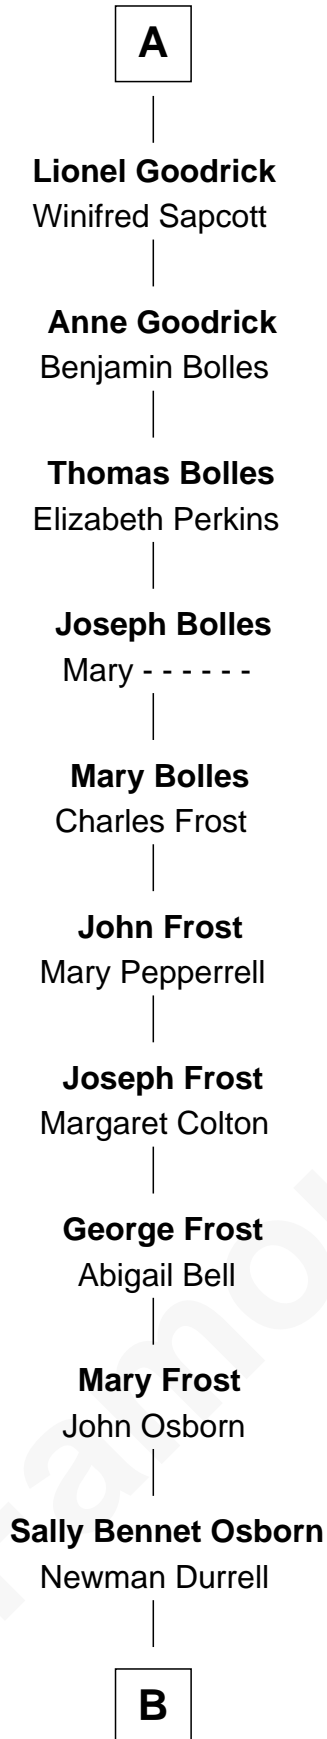 A
Lionel Goodrick
Winifred Sapcott
Anne Goodrick
Benjamin Bolles
Thomas Bolles
Elizabeth Perkins
Joseph Bolles
Mary - - - - - -
Mary Bolles
Charles Frost
John Frost
Mary Pepperrell
Joseph Frost
Margaret Colton
George Frost
Abigail Bell
Mary Frost
John Osborn
Sally Bennet Osborn
Newman Durrell
B